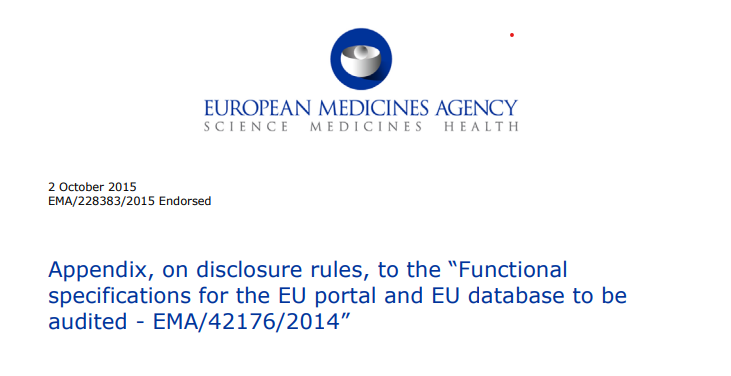 EUROPEAN MEDICINES AGENCY
SCIENCE MEDICINES HEALTH
2 October 2015
EMA/228383/2015 Endorsed
Appendix, on disclosure rules, to the “Functional
specifications for the EU portal and EU database to be
audited - EMA/42176/2014”